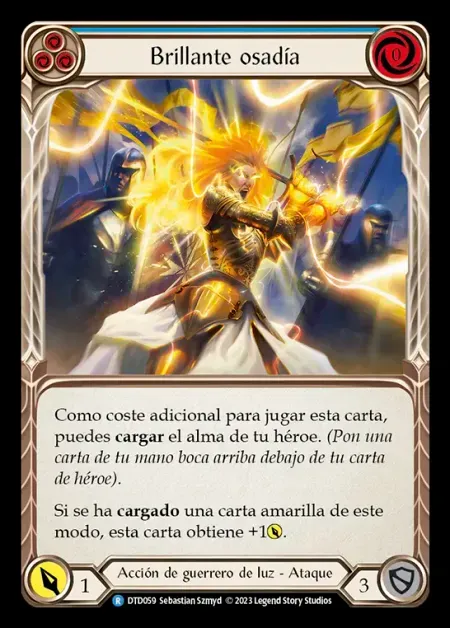 Brillante osadía
0
Como coste adicional para jugar esta carta,
puedes cargar el alma de tu héroe. (Pon una
carta de tu mano boca arriba debajo de tu carta
de héroe).
Si se ha cargado una carta amarilla de este
modo, esta carta obtiene +1.
1
Acción de guerrero de luz - Ataque
3
R DTD059 Sebastian Szmyd © 2023 Legend Story Studios